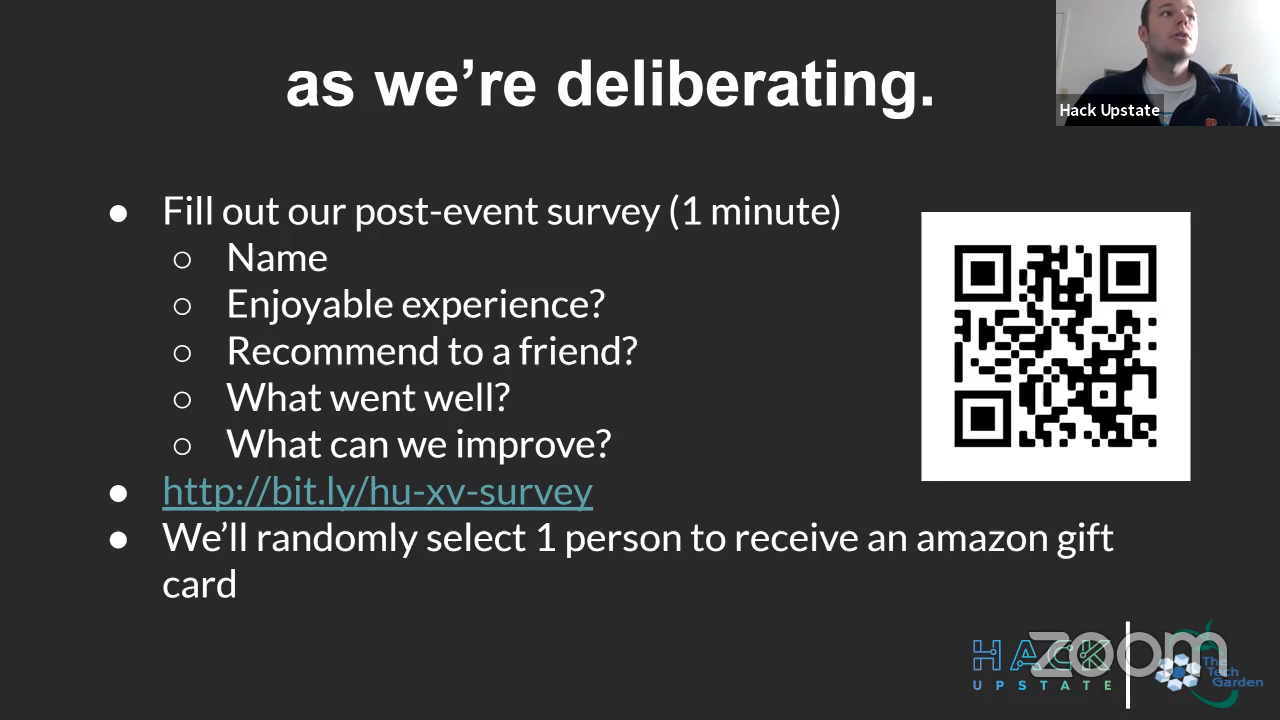 as we’re deliberating.
Hack Upstate
● Fill out our post-event survey (1 minute)
○ Name
○ Enjoyable experience?
○ Recommend to a friend?
○ What went well?
○ What can we improve?
● http://bit.ly/hu-xv-survey
● We’ll randomly select 1 person to receive an amazon gift
card
HACK
UPSTATE
zoom
The
Tech
Garden